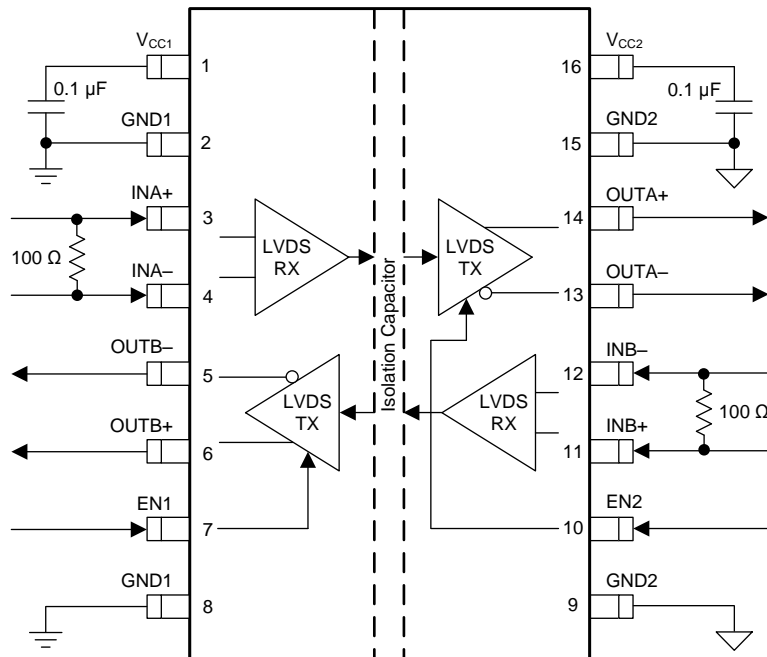 VCC1
1
16
VCC2
0.1 µF
0.1 µF
GND1
2
15
GND2
INA+
3
14
OUTA+
100 Ω
LVDS
RX
LVDS
TX
INA–
4
13
OUTA–
Isolation Capacitor
OUTB–
5
12
INB–
LVDS
TX
LVDS
RX
100 Ω
OUTB+
6
11
INB+
EN1
7
10
EN2
GND1
8
9
GND2